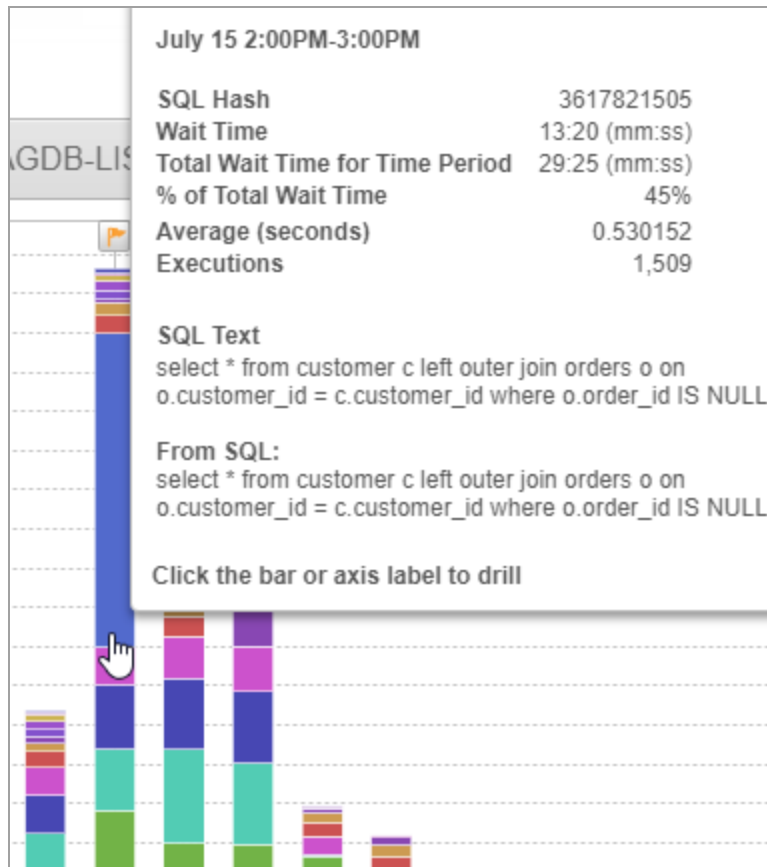 July 15 2:00PM-3:00PM
SQL Hash 3617821505
Wait Time 13:20 (mm:ss)
Total Wait Time for Time Period 29:25 (mm:ss)
% of Total Wait Time 45%
Average (seconds) 0.530152
Executions 1,509
SQL Text
select * from customer c left outer join orders o on
o.customer_id = c.customer_id where o.order_id IS NULL
From SQL:
select * from customer c left outer join orders o on
o.customer_id = c.customer_id where o.order_id IS NULL
Click the bar or axis label to drill
AGDB-LIS